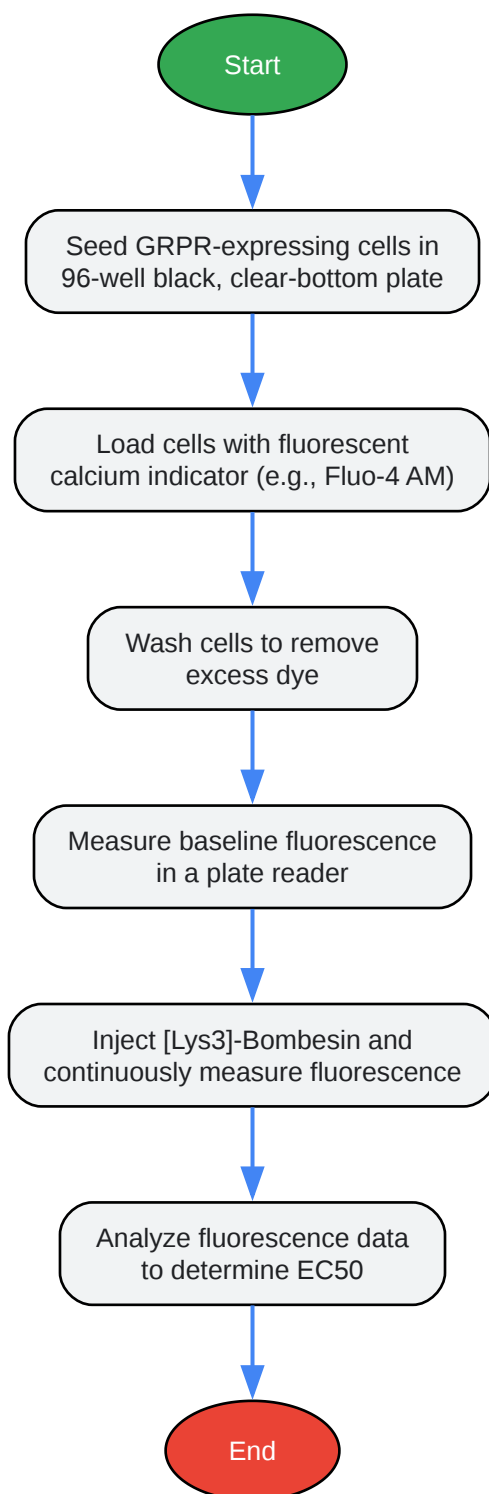 Start
Seed GRPR-expressing cells in
96-well black, clear-bottom plate
Load cells with fluorescent
calcium indicator (e.g., Fluo-4 AM)
Wash cells to remove
excess dye
Measure baseline fluorescence
in a plate reader
Inject [Lys3]-Bombesin and
continuously measure fluorescence
Analyze fluorescence data
to determine EC50
End